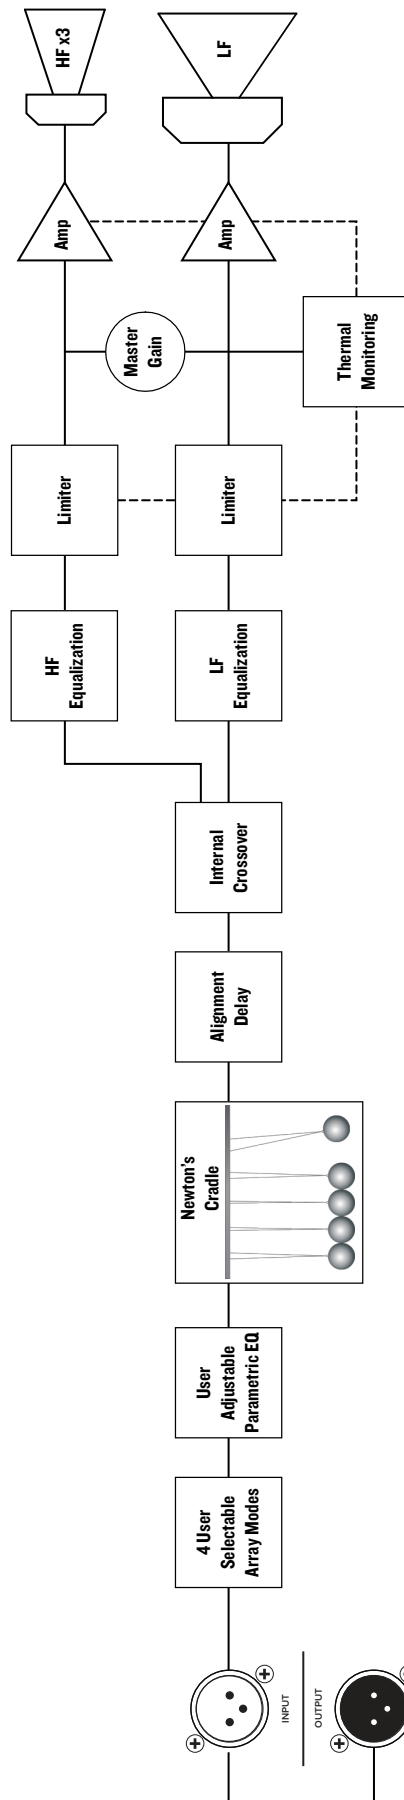 HF x3
LF
Amp
Amp
Master
Gain
Thermal
Monitoring
Limiter
Limiter
HF
Equalization
LF
Equalization
Internal
Crossover
Alignment
Delay
Newton's
Cradle
User
Adjustable
Parametric EQ
4 User
Selectable
Array Modes
INPUT
OUTPUT